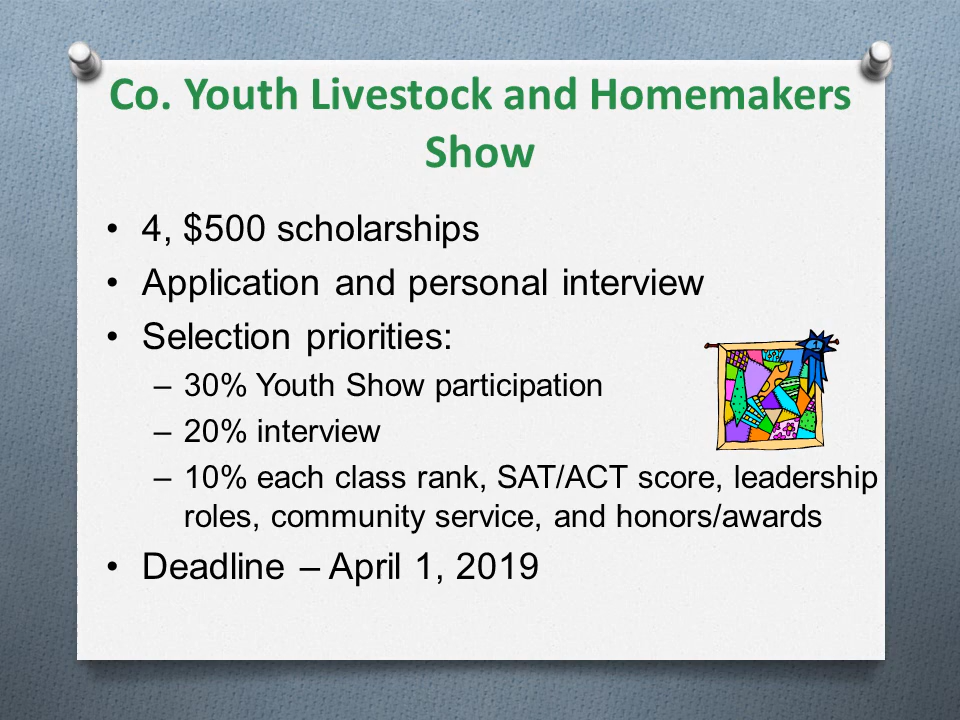 Co. Youth Livestock and Homemakers
Show
• 4, $500 scholarships
• Application and personal interview
• Selection priorities:
– 30% Youth Show participation
– 20% interview
– 10% each class rank, SAT/ACT score, leadership
roles, community service, and honors/awards
• Deadline – April 1, 2019
1